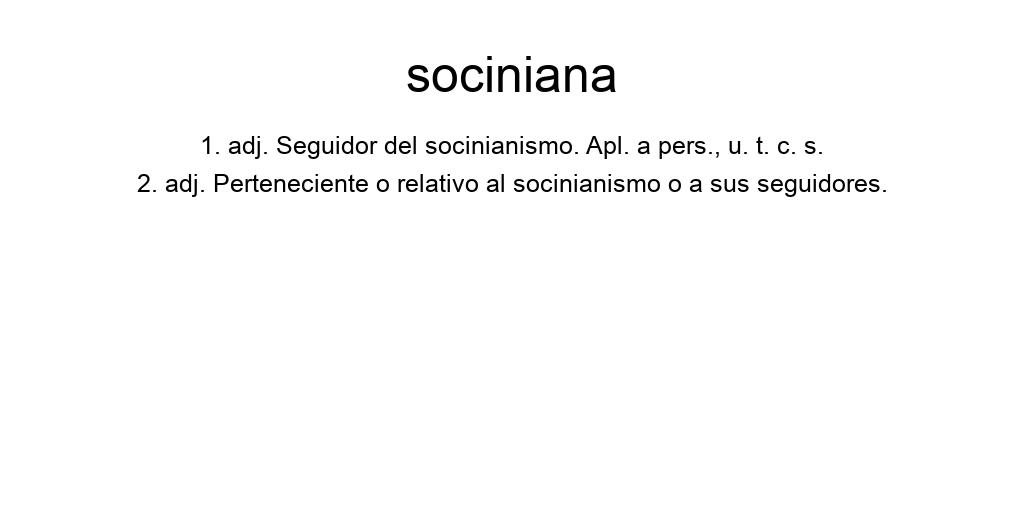 sociniana
1. adj. Seguidor del socinianismo. Apl. a pers., u. t. c. s.
2. adj. Perteneciente o relativo al socinianismo o a sus seguidores.